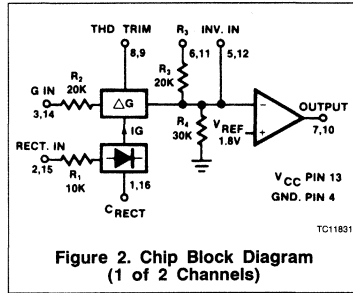 THD TRIM
R3
INV. IN
8,9
6,11
5,12
R2
20K
R3
20K
G IN
3,14
△G
OUTPUT
7,10
IG
R4
30K
VREF
1.8V
−
+
RECT. IN
2,15
R1
10K
1,16
CRECT
VCC PIN 13
GND. PIN 4
TC11831
Figure 2. Chip Block Diagram
(1 of 2 Channels)